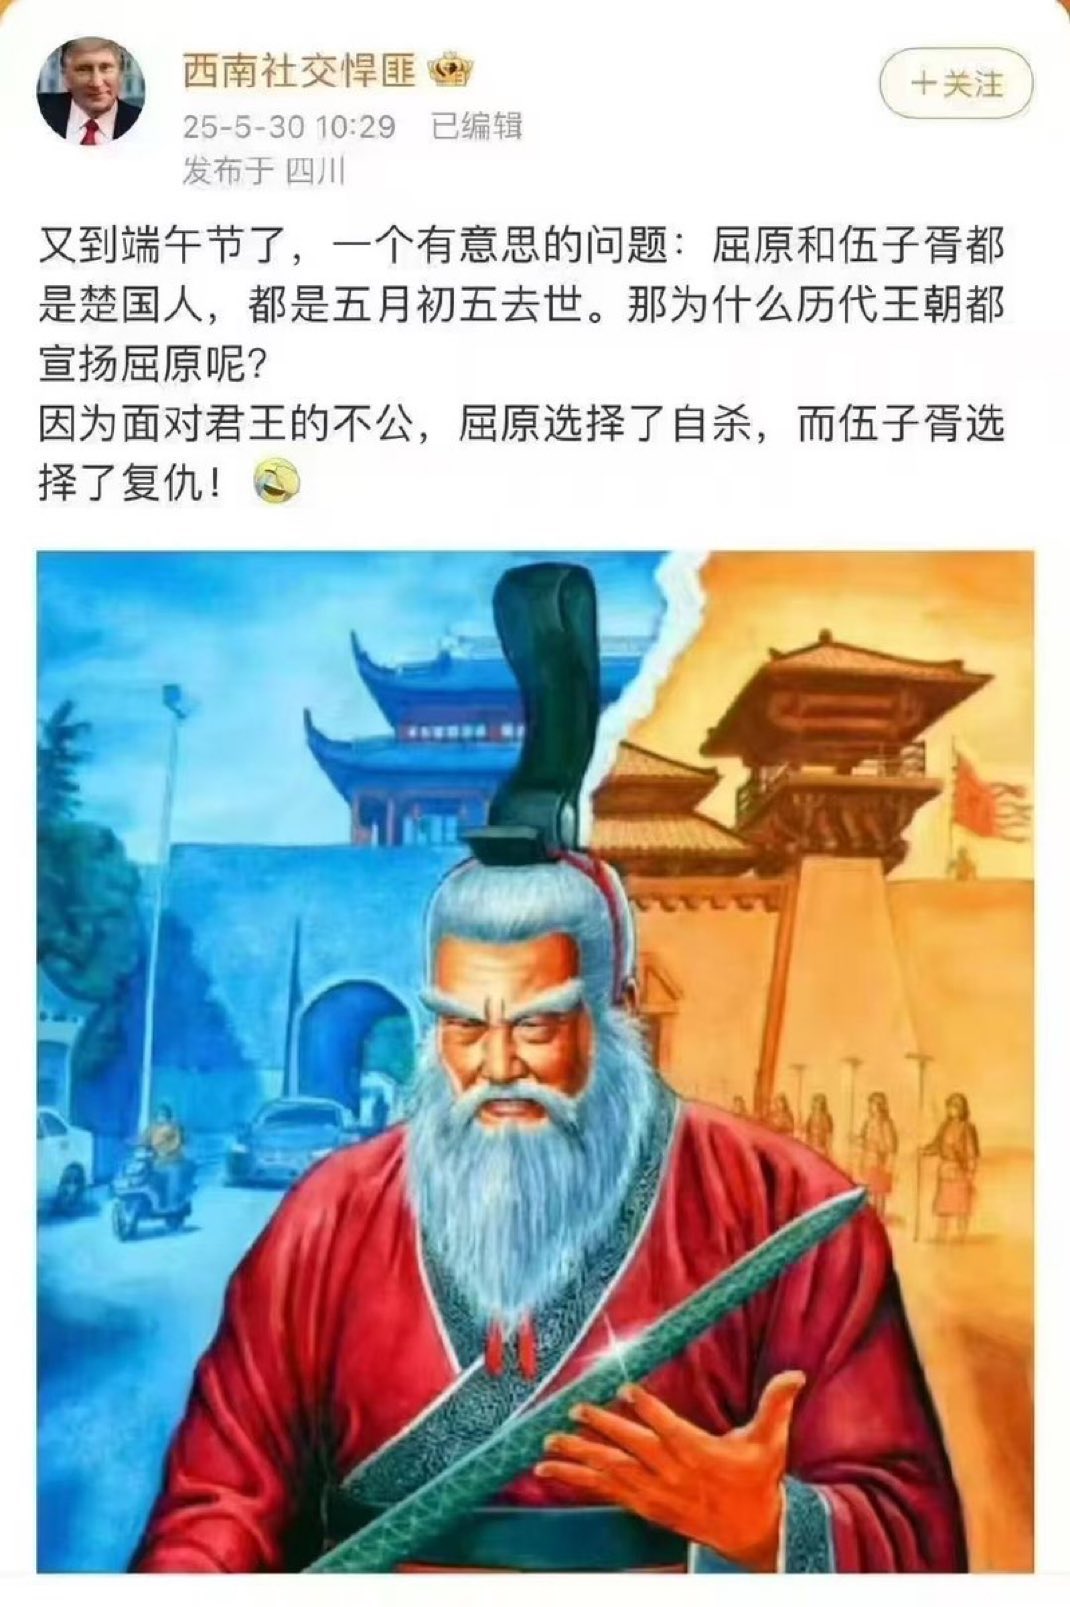 西南社交悍匪
+关注
25-5-30 10:29 已编辑
发布于 四川
又到端午节了，一个有意思的问题：屈原和伍子胥都
是楚国人，都是五月初五去世。那为什么历代王朝都
宣扬屈原呢？
因为面对君王的不公，屈原选择了自杀，而伍子胥选
择了复仇！